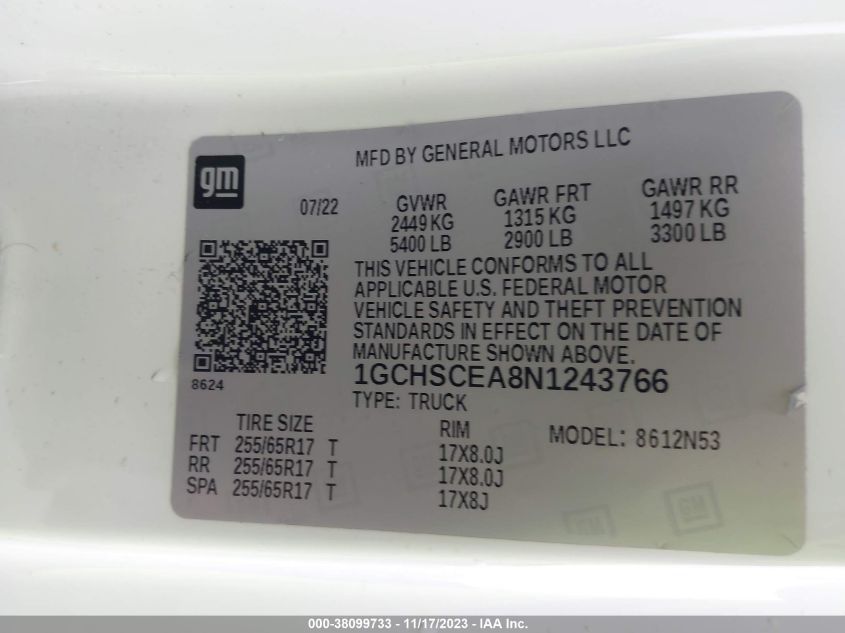 gm
MFD BY GENERAL MOTORS LLC
07/22
GVWR
2449 KG
5400 LB
GAWR FRT
1315 KG
2900 LB
GAWR RR
1497 KG
3300 LB
THIS VEHICLE CONFORMS TO ALL
APPLICABLE U.S. FEDERAL MOTOR
VEHICLE SAFETY AND THEFT PREVENTION
STANDARDS IN EFFECT ON THE DATE OF
MANUFACTURE SHOWN ABOVE.
8624
1GCHSCEA8N1243766
TYPE: TRUCK
TIRE SIZE
RIM
MODEL: 8612N53
FRT 255/65R17 T 17X8.0J
RR 255/65R17 T 17X8.0J
SPA 255/65R17 T 17X8J
GM
GM
000-38099733 - 11/17/2023 - IAA Inc.